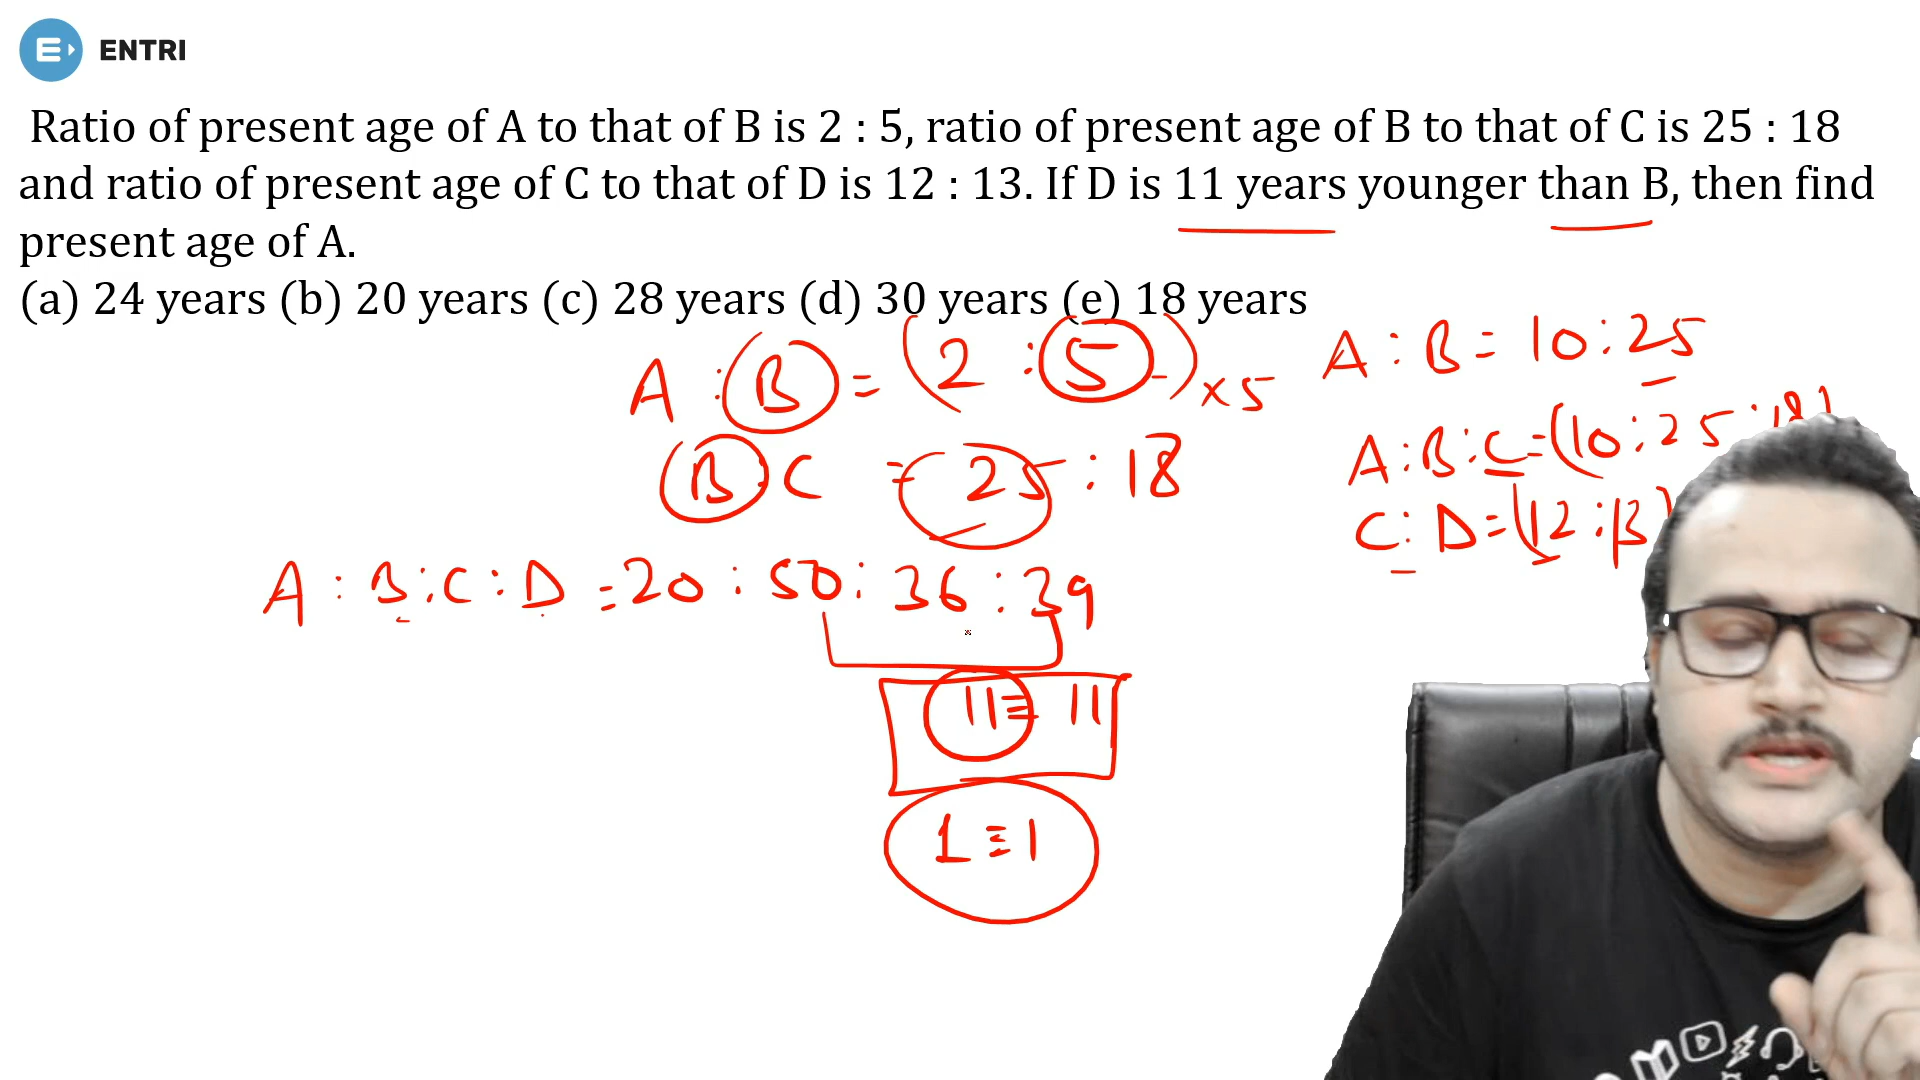 ENTRI
Ratio of present age of A to that of B is 2 : 5, ratio of present age of B to that of C is 25 : 18
and ratio of present age of C to that of D is 12 : 13. If D is 11 years younger than B, then find
present age of A.
(a) 24 years (b) 20 years (c) 28 years (d) 30 years (e) 18 years
A : B = (2 : 5) × 5
B : C = 25 : 18
A : B = 10 : 25
A : B : C = (10 : 25 : 18)
C : D = (12 : 13)
A : B : C : D = 20 : 50 : 36 : 39
11 ≡ 11
1 ≡ 1